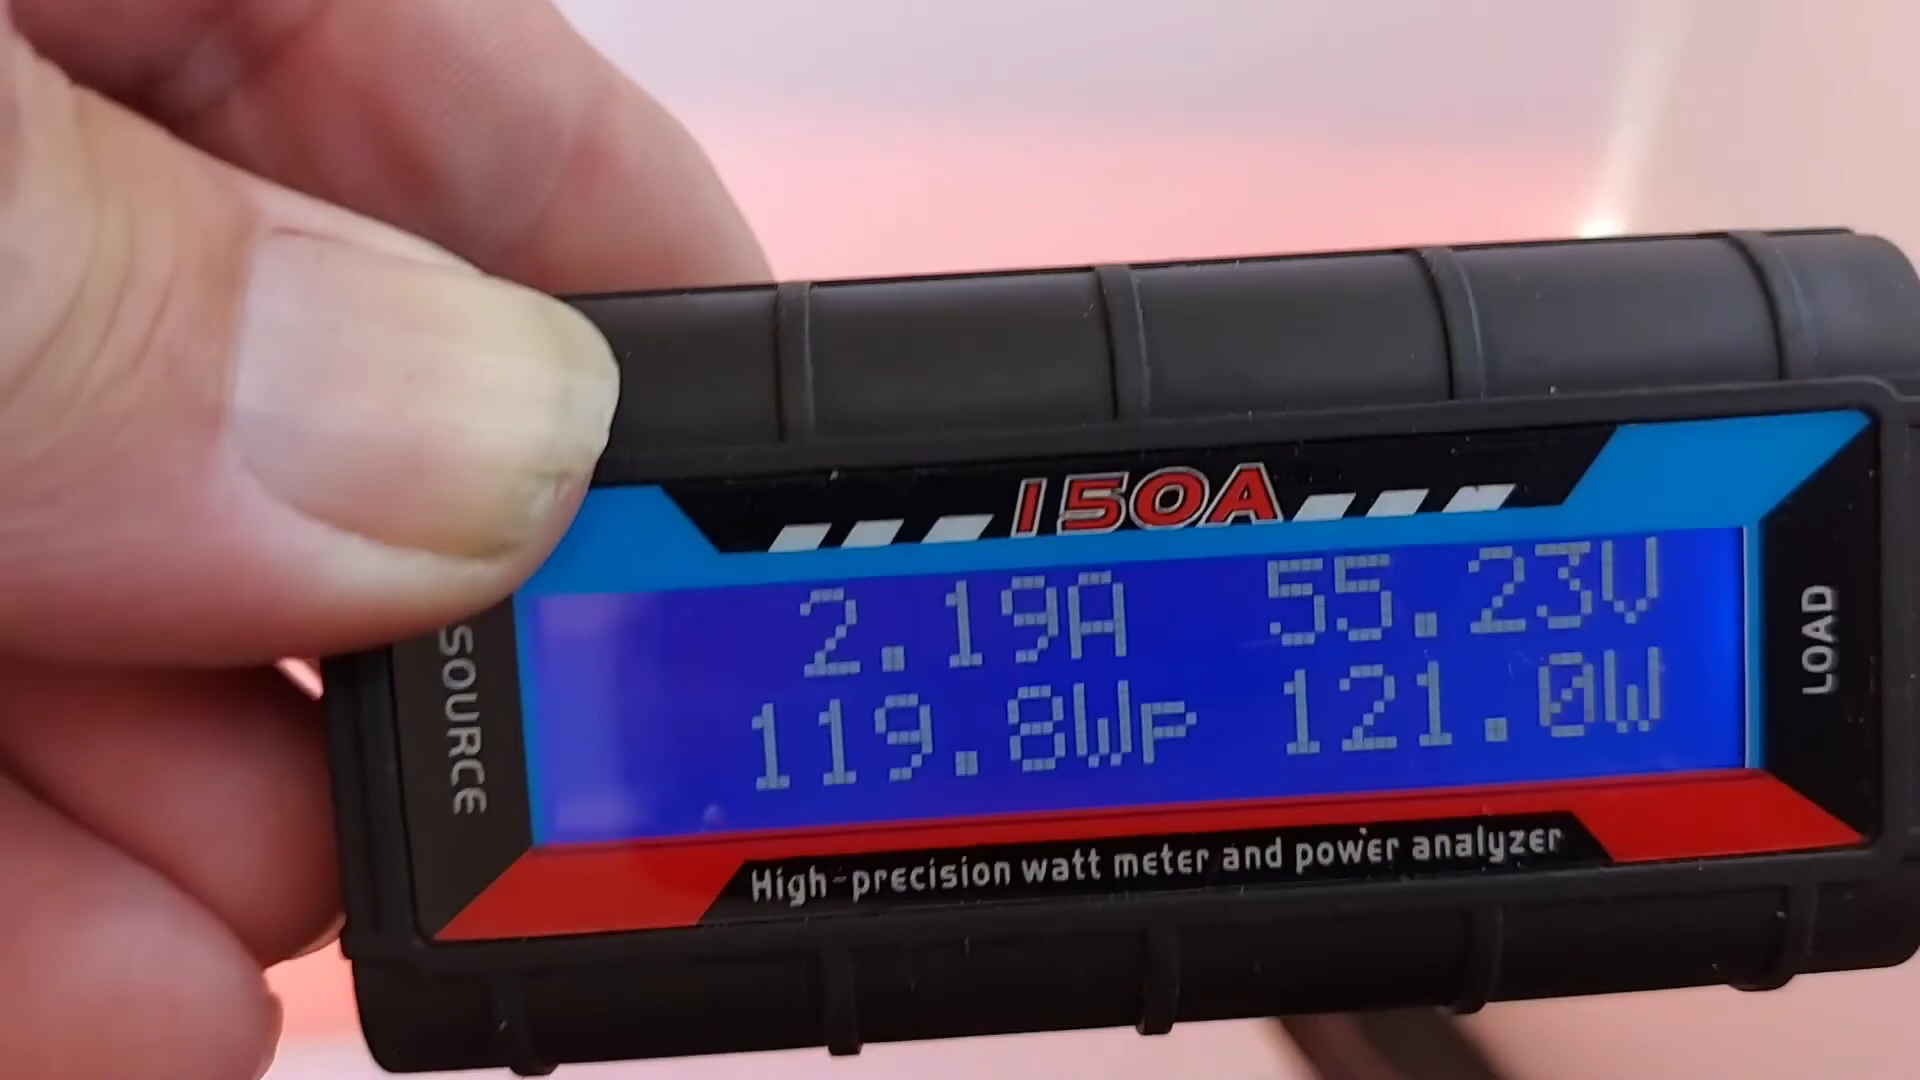 150A
2.19A 55.23V
119.8Wp 121.0W
SOURCE
LOAD
High-precision watt meter and power analyzer